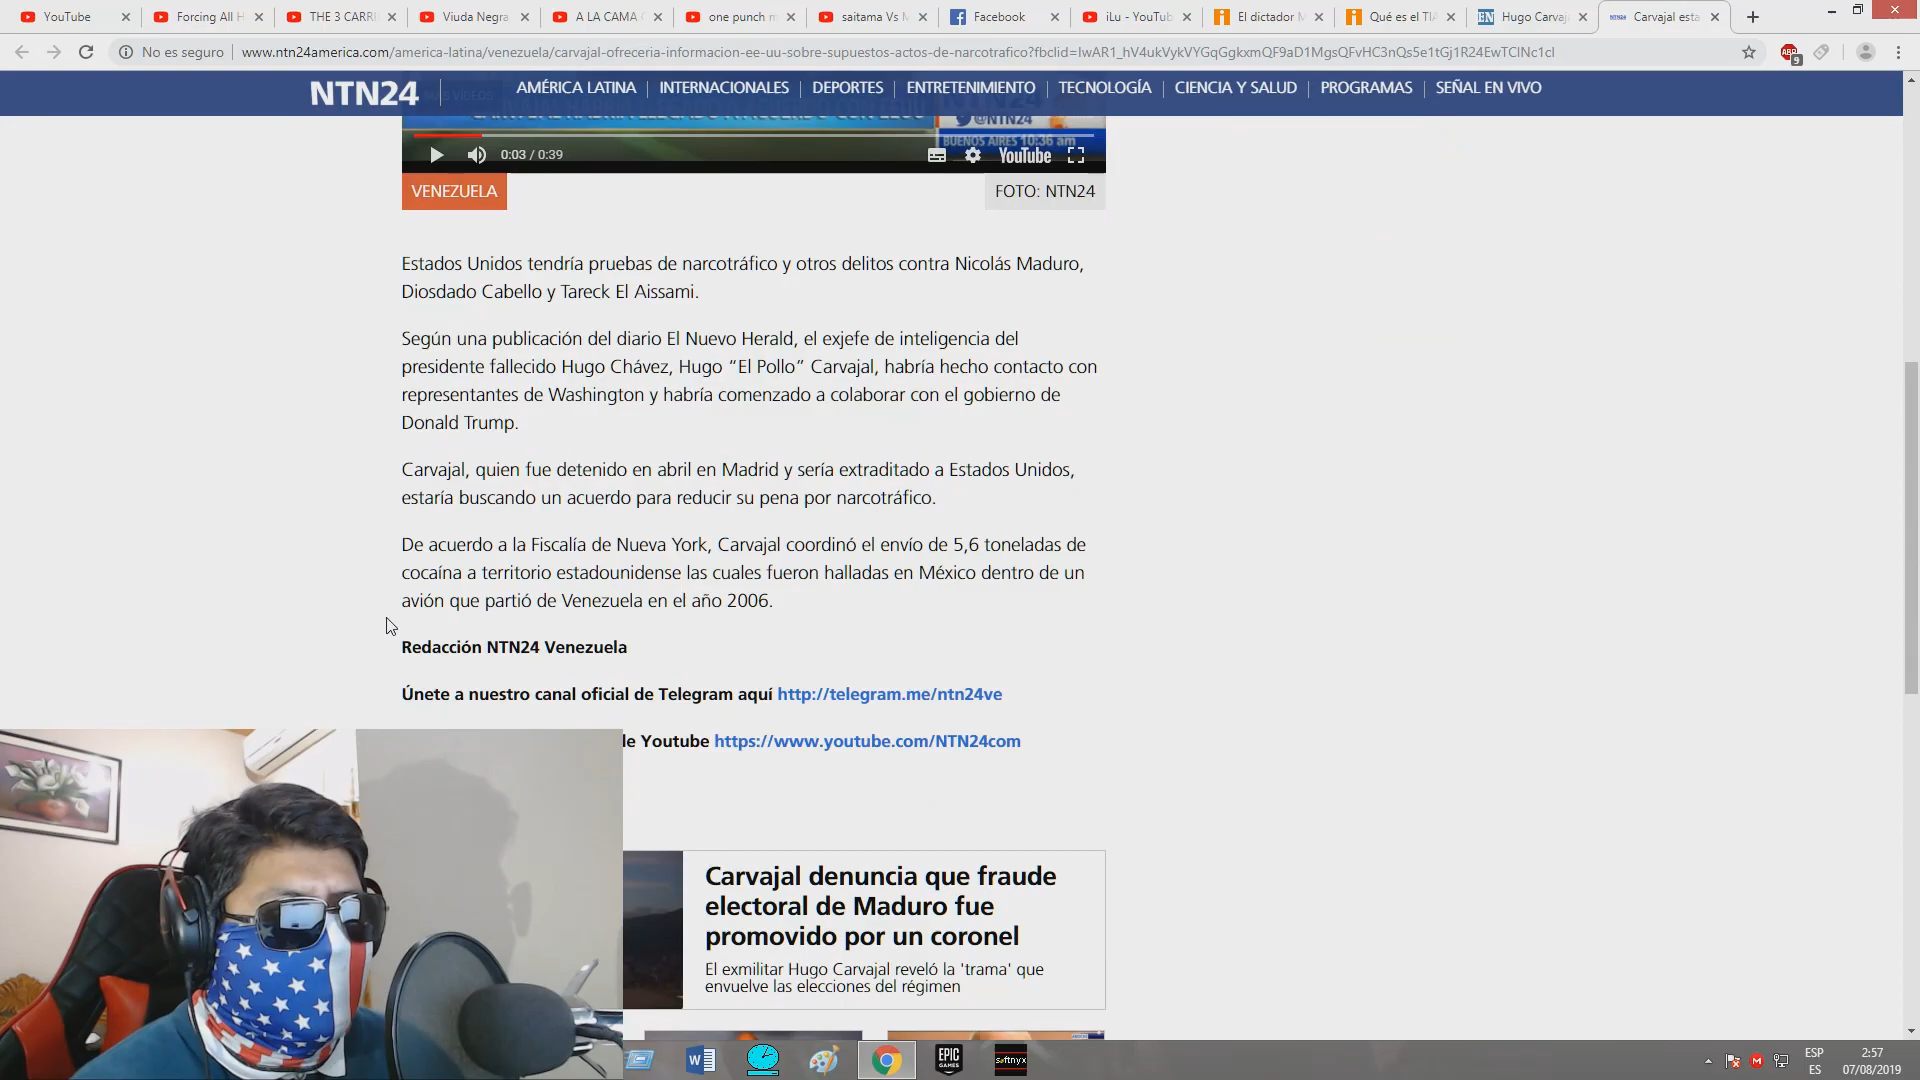 YouTube
Forcing All H
THE 3 CARRI
Viuda Negra
A LA CAMA
one punch m
saitama Vs M
Facebook
iLu - YouTub
El dictador M
Qué es el TIA
EN Hugo Carvaj
Carvajal esta
No es seguro
www.ntn24america.com/america-latina/venezuela/carvajal-ofreceria-informacion-ee-uu-sobre-supuestos-actos-de-narcotrafico?fbclid=IwAR1_hV4ukVykVYGqGgkxmQF9aD1MgsQFvHC3nQs5e1tGj1R24EwTCINc1cI
ABP
9
NTN24
AMÉRICA LATINA
INTERNACIONALES
DEPORTES
ENTRETENIMIENTO
TECNOLOGÍA
CIENCIA Y SALUD
PROGRAMAS
SEÑAL EN VIVO
@NTN24
BUENOS AIRES 10:36 am
0:03 / 0:39
YouTube
VENEZUELA
FOTO: NTN24
Estados Unidos tendría pruebas de narcotráfico y otros delitos contra Nicolás Maduro,
Diosdado Cabello y Tareck El Aissami.
Según una publicación del diario El Nuevo Herald, el exjefe de inteligencia del
presidente fallecido Hugo Chávez, Hugo “El Pollo” Carvajal, habría hecho contacto con
representantes de Washington y habría comenzado a colaborar con el gobierno de
Donald Trump.
Carvajal, quien fue detenido en abril en Madrid y sería extraditado a Estados Unidos,
estaría buscando un acuerdo para reducir su pena por narcotráfico.
De acuerdo a la Fiscalía de Nueva York, Carvajal coordinó el envío de 5,6 toneladas de
cocaína a territorio estadounidense las cuales fueron halladas en México dentro de un
avión que partió de Venezuela en el año 2006.
Redacción NTN24 Venezuela
Únete a nuestro canal oficial de Telegram aquí http://telegram.me/ntn24ve
de Youtube https://www.youtube.com/NTN24com
Carvajal denuncia que fraude
electoral de Maduro fue
promovido por un coronel
El exmilitar Hugo Carvajal reveló la 'trama' que
envuelve las elecciones del régimen
EPIC
GAMES
softnyx
ESP
ES
2:57
07/08/2019